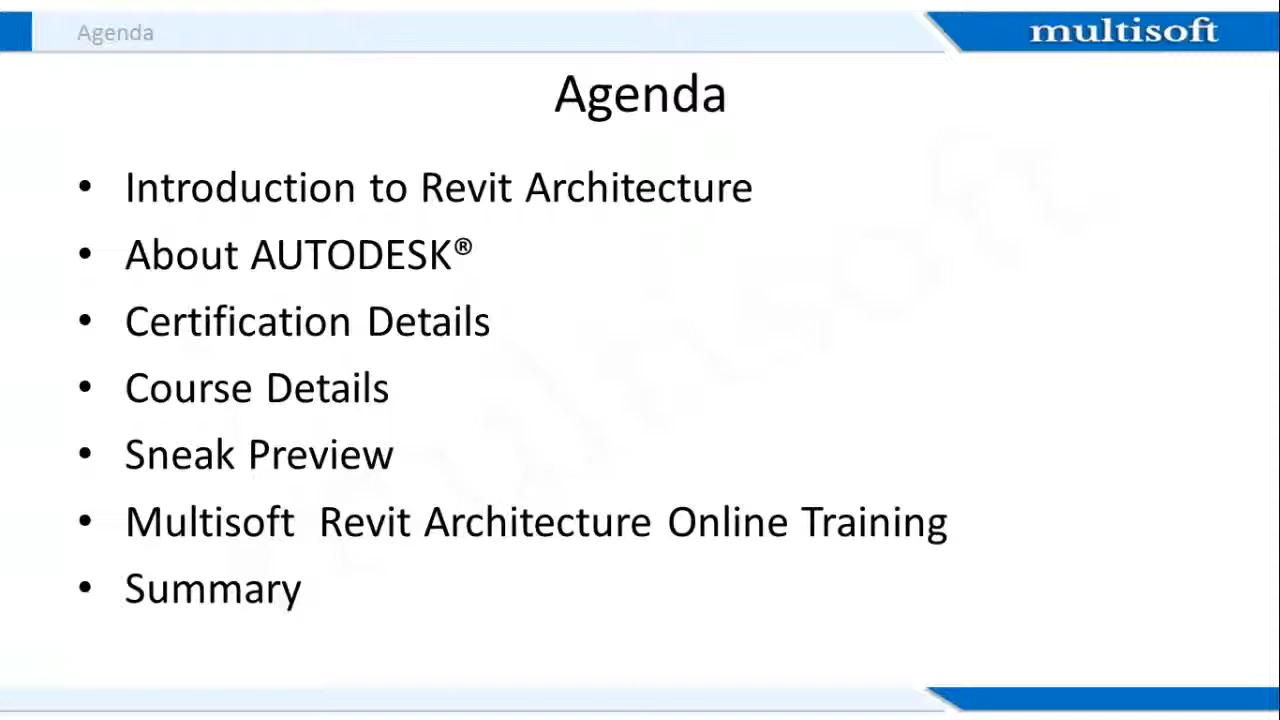 Agenda
multisoft
Agenda
• Introduction to Revit Architecture
• About AUTODESK®
• Certification Details
• Course Details
• Sneak Preview
• Multisoft  Revit Architecture Online Training
• Summary
multisoft